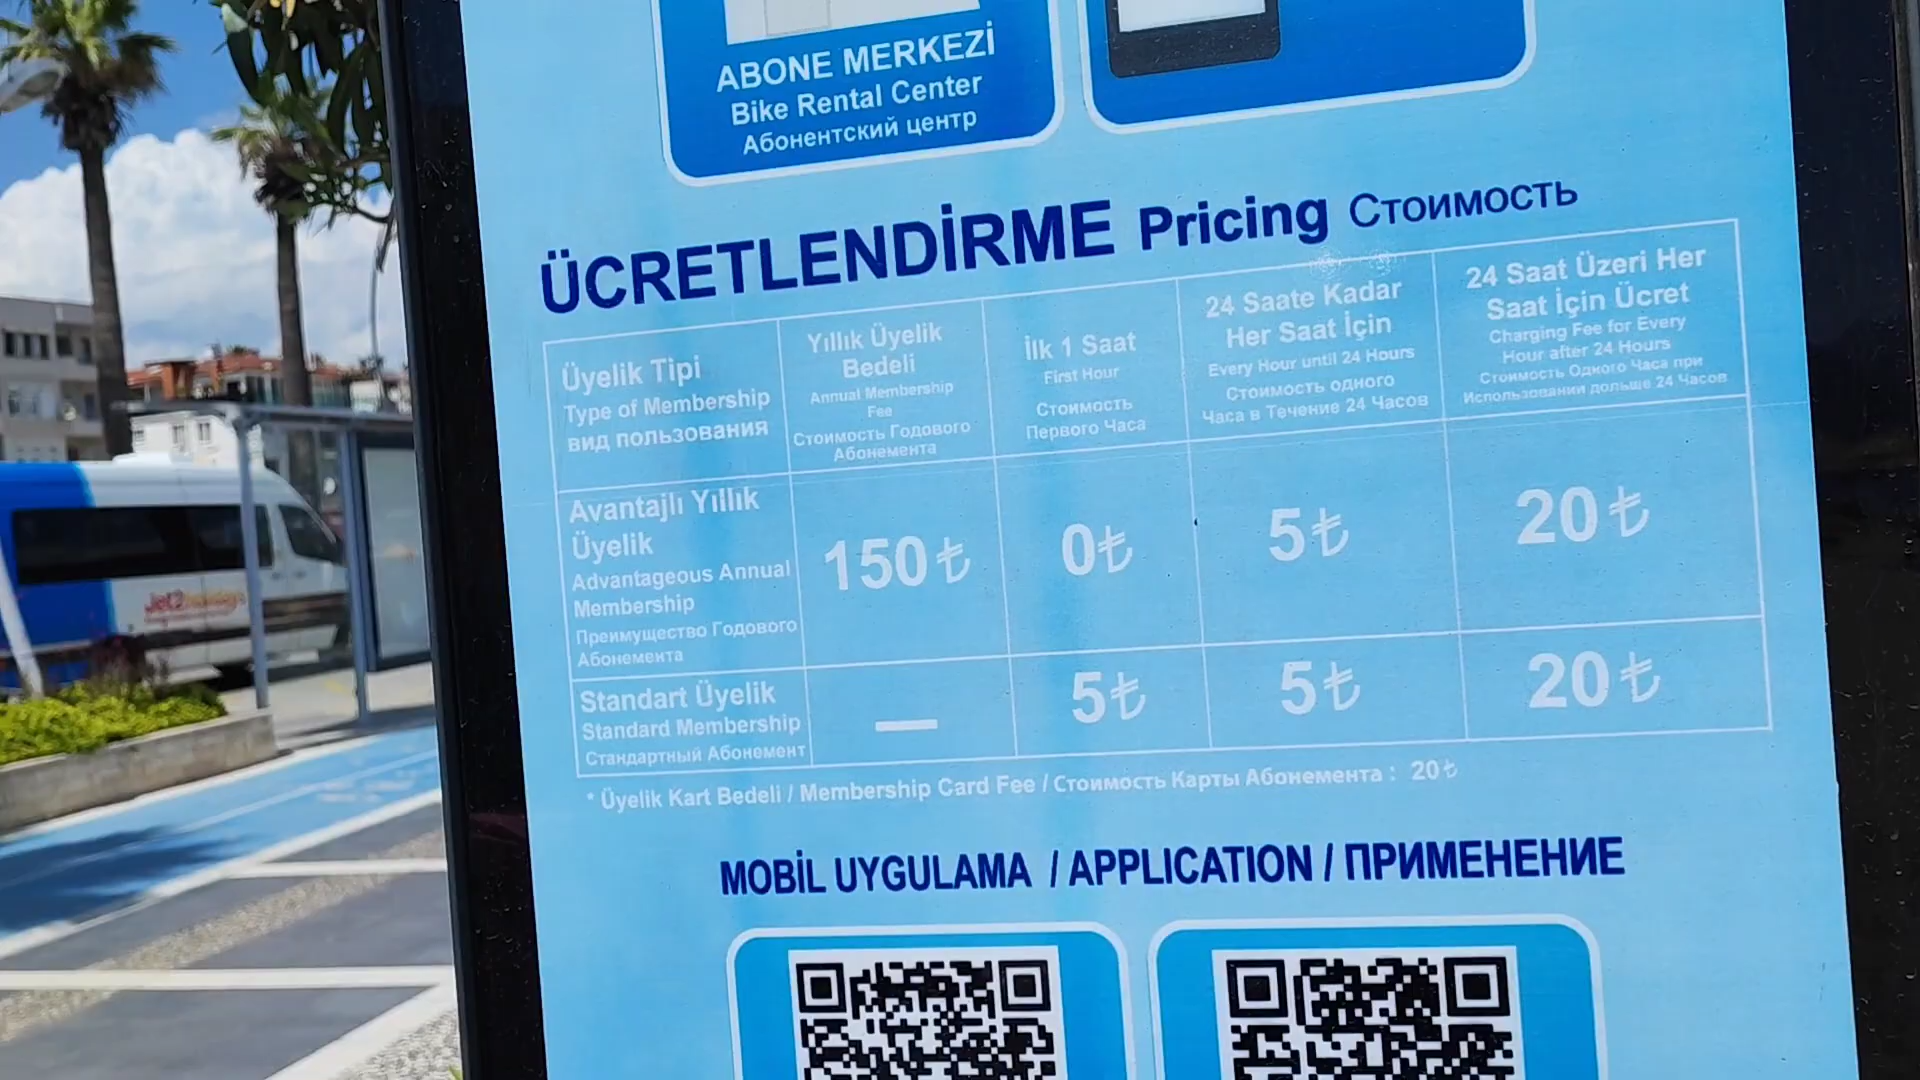 ABONE MERKEZİ
Bike Rental Center
Абонентский центр
ÜCRETLENDİRME Pricing Стоимость
Üyelik Tipi
Type of Membership
вид пользования
Yıllık Üyelik
Bedeli
Annual Membership
Fee
Стоимость Годового
Абонемента
İlk 1 Saat
First Hour
Стоимость
Первого Часа
24 Saate Kadar
Her Saat İçin
Every Hour until 24 Hours
Стоимость одного
Часа в Течение 24 Часов
24 Saat Üzeri Her
Saat İçin Ücret
Charging Fee for Every
Hour after 24 Hours
Стоимость Одного Часа при
Использовании дольше 24 Часов
Avantajlı Yıllık
Üyelik
Advantageous Annual
Membership
Преимущество Годового
Абонемента
150₺
0₺
5₺
20₺
Standart Üyelik
Standard Membership
Стандартный Абонемент
—
5₺
5₺
20₺
* Üyelik Kart Bedeli / Membership Card Fee / Стоимость Карты Абонемента : 20₺
MOBİL UYGULAMA / APPLICATION / ПРИМЕНЕНИЕ
Jet2holidays